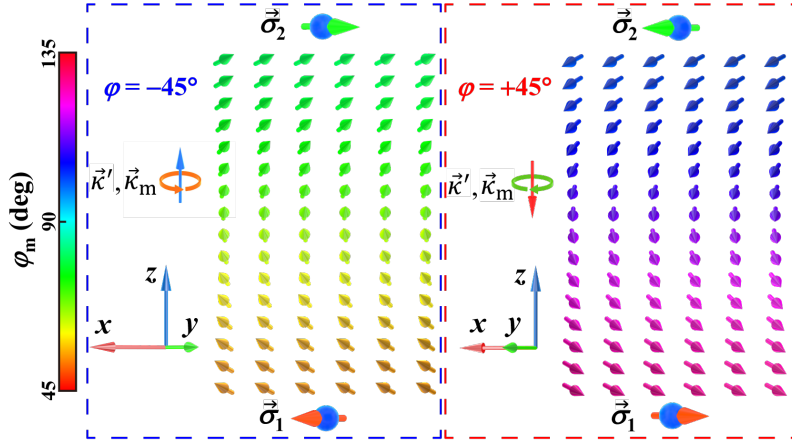 135
90
45
φₘ (deg)
σ⃗₂
φ = −45°
κ⃗′, κ⃗ₘ
z
x
y
σ⃗₁
σ⃗₂
φ = +45°
κ⃗′, κ⃗ₘ
z
x
y
σ⃗₁